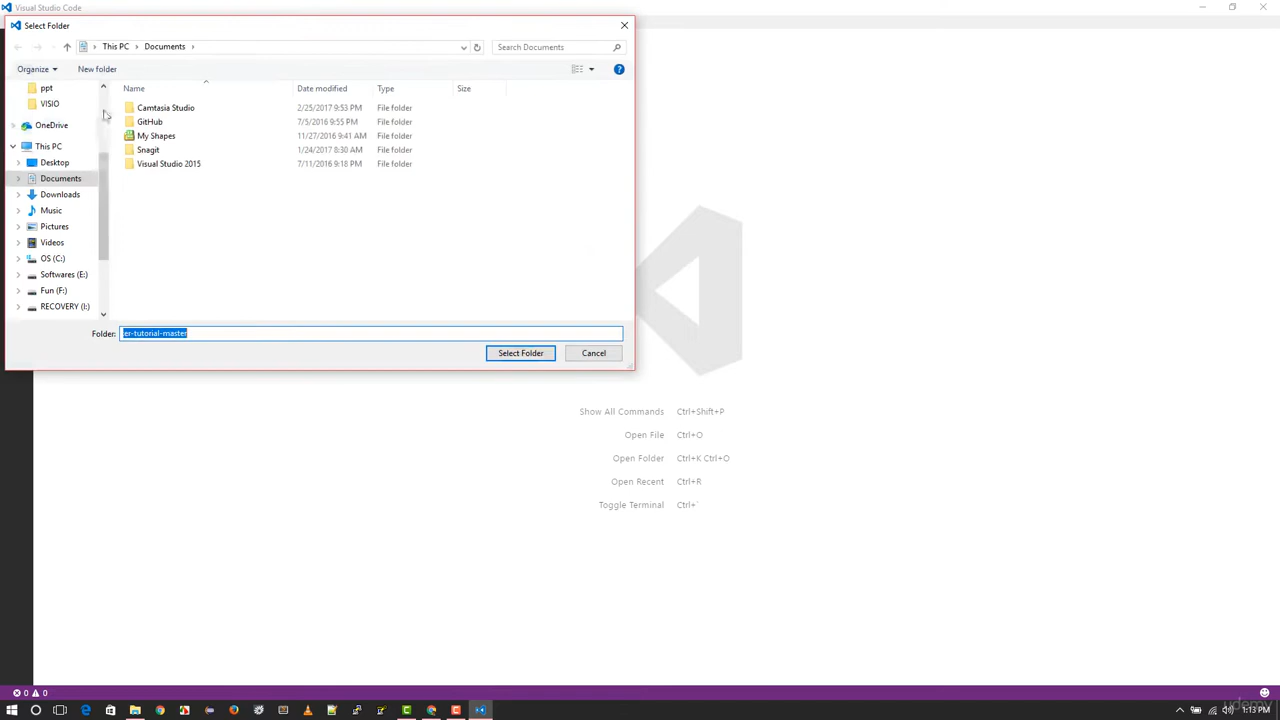 Visual Studio Code
Select Folder
This PC > Documents >
Search Documents
Organize
New folder
Name
Date modified
Type
Size
ppt
VISIO
OneDrive
This PC
Desktop
Documents
Downloads
Music
Pictures
Videos
OS (C:)
Softwares (E:)
Fun (F:)
RECOVERY (I:)
Camtasia Studio 2/25/2017 9:53 PM File folder
GitHub 7/5/2016 9:55 PM File folder
My Shapes 11/27/2016 9:41 AM File folder
Snagit 1/24/2017 8:30 AM File folder
Visual Studio 2015 7/11/2016 9:18 PM File folder
Folder: er-tutorial-master
Select Folder
Cancel
Show All Commands Ctrl+Shift+P
Open File Ctrl+O
Open Folder Ctrl+K Ctrl+O
Open Recent Ctrl+R
Toggle Terminal Ctrl+`
0 0
udemy
1:13 PM